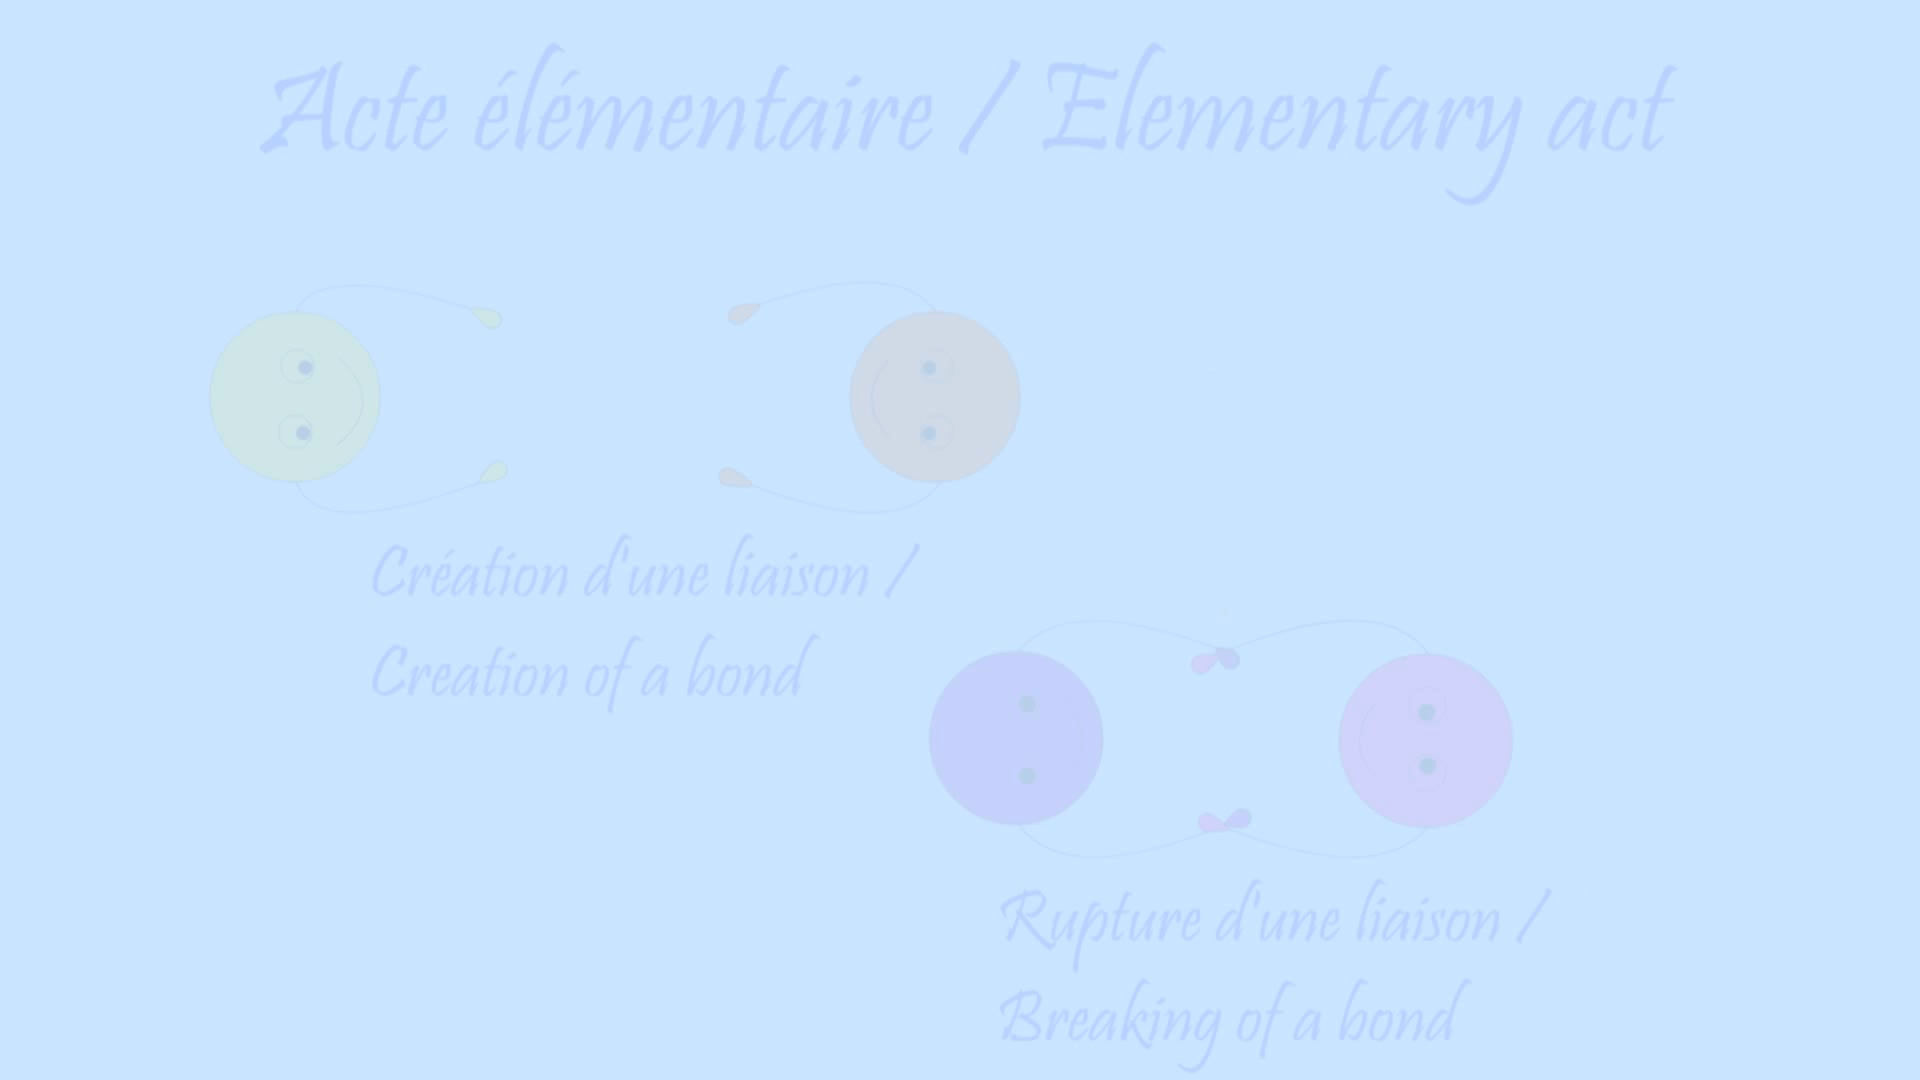 Acte élémentaire / Elementary act
Création d'une liaison /
Creation of a bond
Rupture d'une liaison /
Breaking of a bond